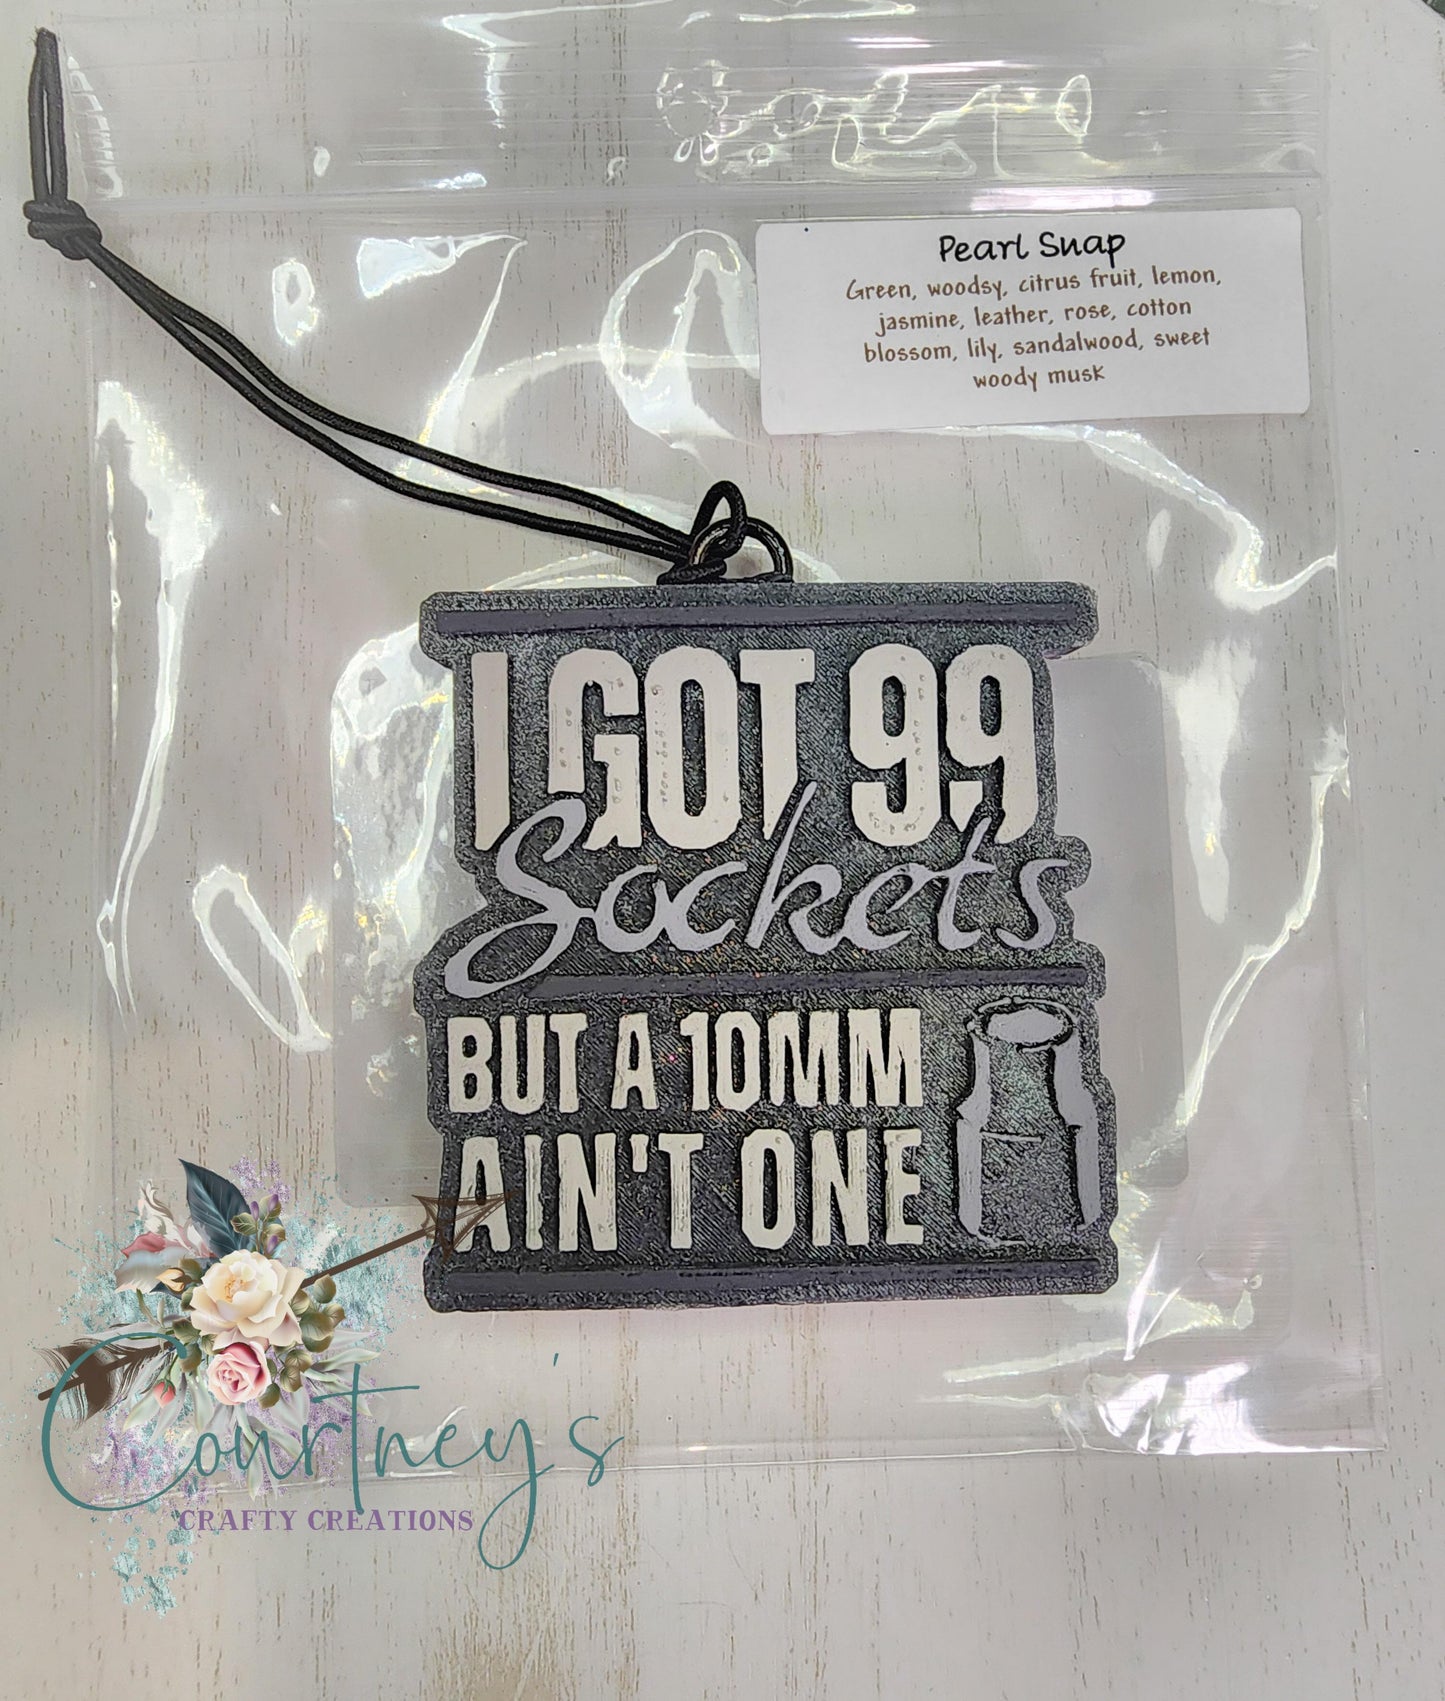 Pearl Snap
Green, woodsy, citrus fruit, lemon,
jasmine, leather, rose, cotton
blossom, lily, sandalwood, sweet
woody musk
I GOT 99
Sockets
BUT A 10MM
AIN'T ONE
Courtney's
CRAFTY CREATIONS